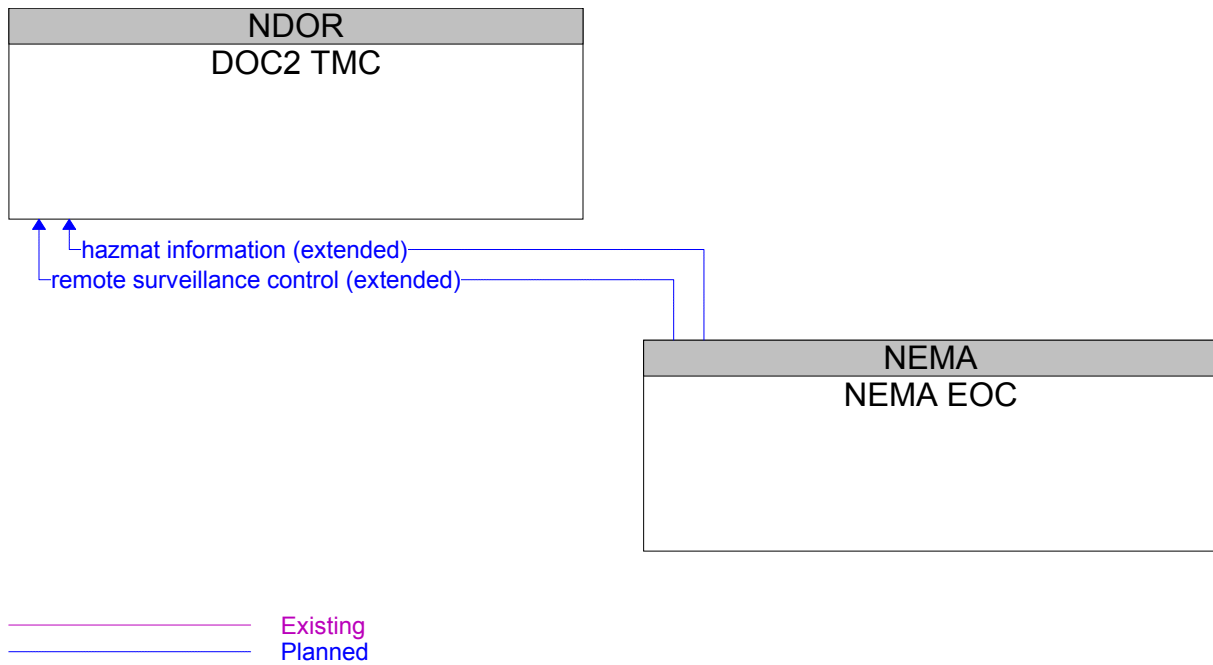 NDOR
DOC2 TMC
hazmat information (extended)
remote surveillance control (extended)
NEMA
NEMA EOC
Existing
Planned